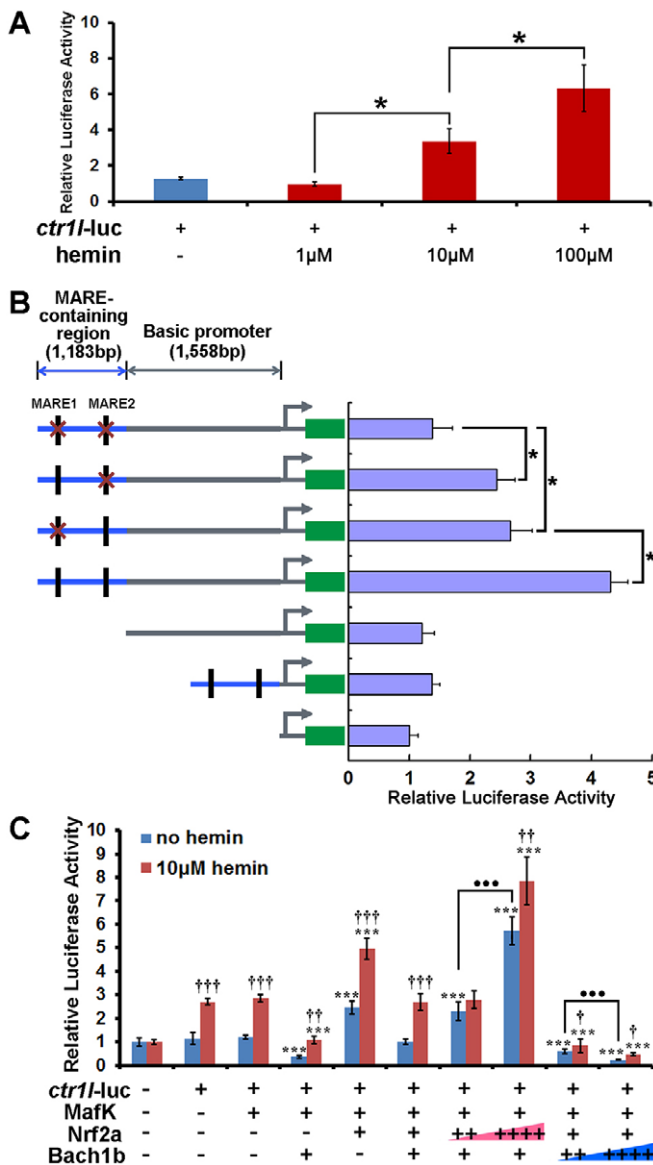 A
Relative Luciferase Activity
10
8
6
4
2
0
*
*
ctr1l-luc + + + +
hemin - 1µM 10µM 100µM
B
MARE-
containing
region
(1,183bp)
Basic promoter
(1,558bp)
MARE1 MARE2
*
*
*
0 1 2 3 4 5
Relative Luciferase Activity
C
Relative Luciferase Activity
10
9
8
7
6
5
4
3
2
1
0
no hemin
10µM hemin
††† ††† †† *** *** ††† *** ††† *** ••• *** †† *** *** † *** ••• *** † ***
ctr1l-luc - + + + + + + + + +
MafK - - + + + + + + + +
Nrf2a - - - - + + ++ ++++ + +
Bach1b - - - + - + + + ++ ++++